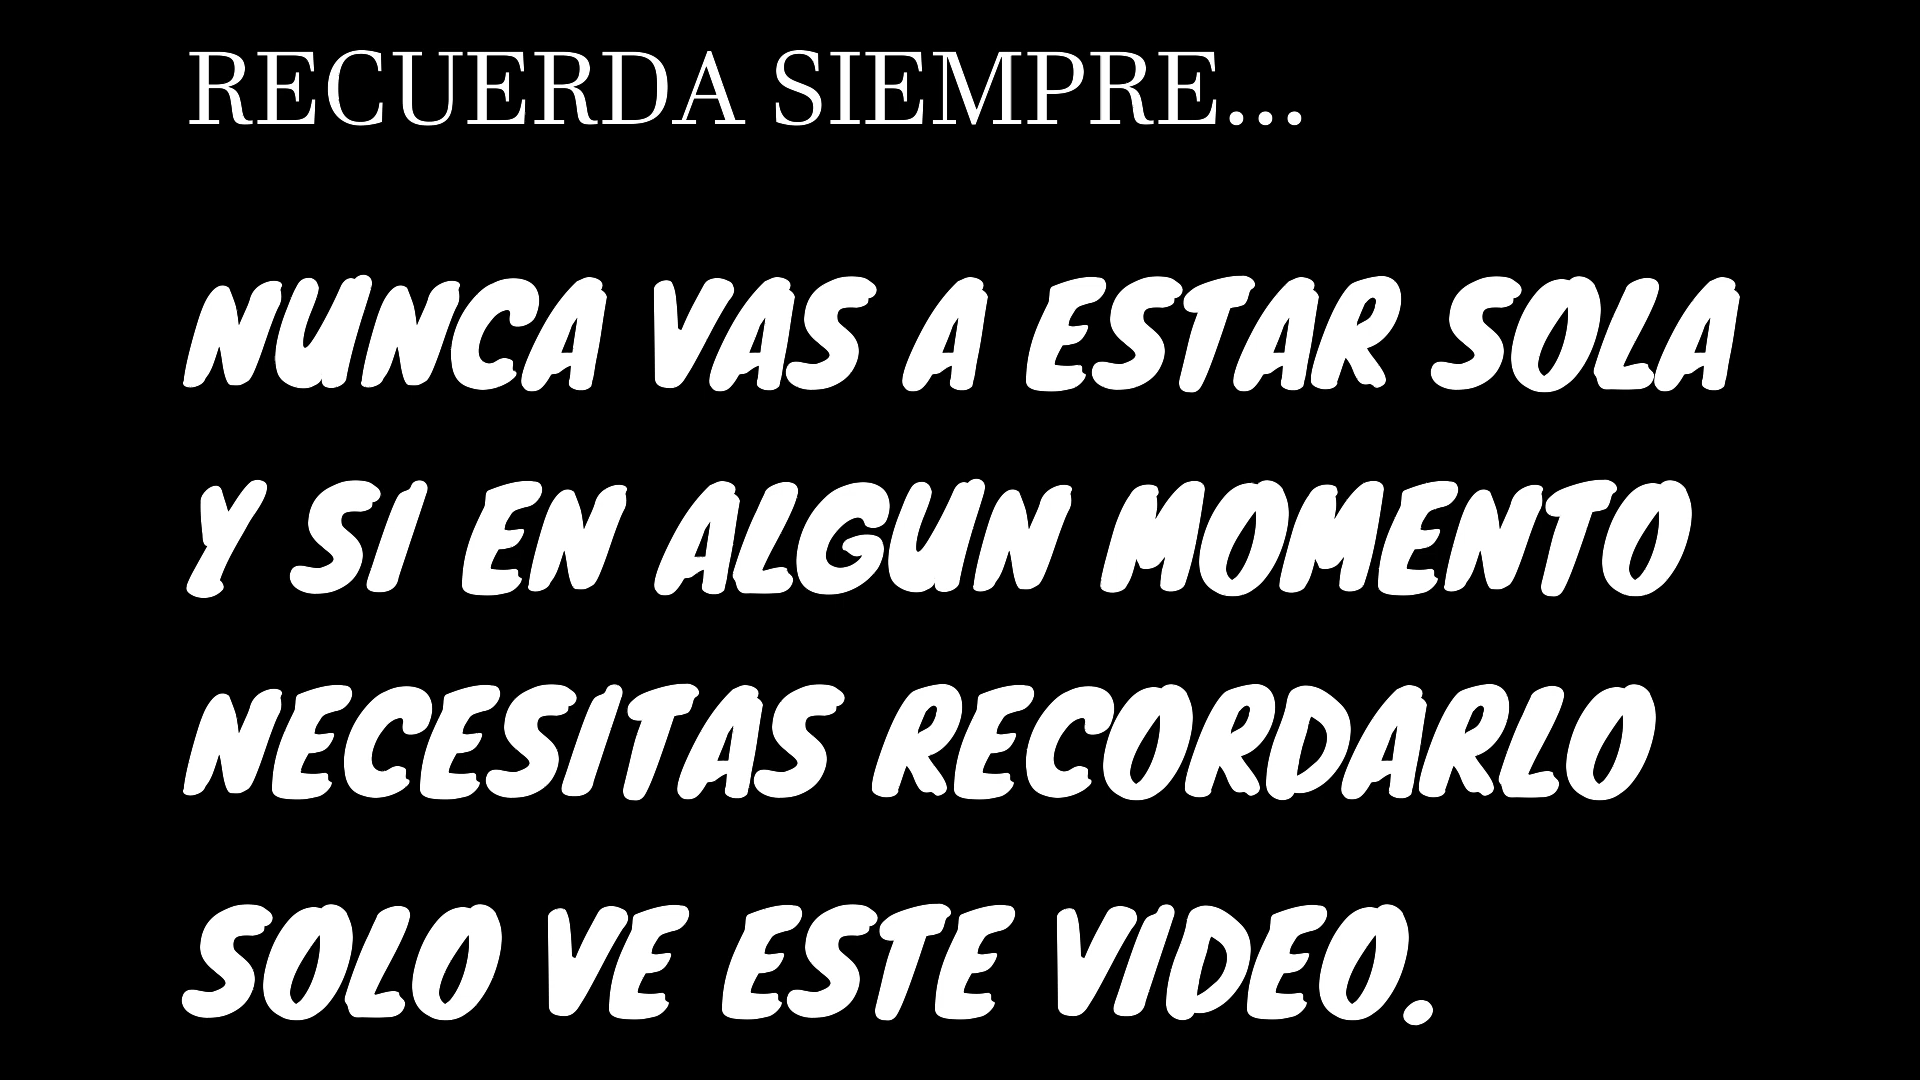 RECUERDA SIEMPRE...
NUNCA VAS A ESTAR SOLA
Y SI EN ALGUN MOMENTO
NECESITAS RECORDARLO
SOLO VE ESTE VIDEO.